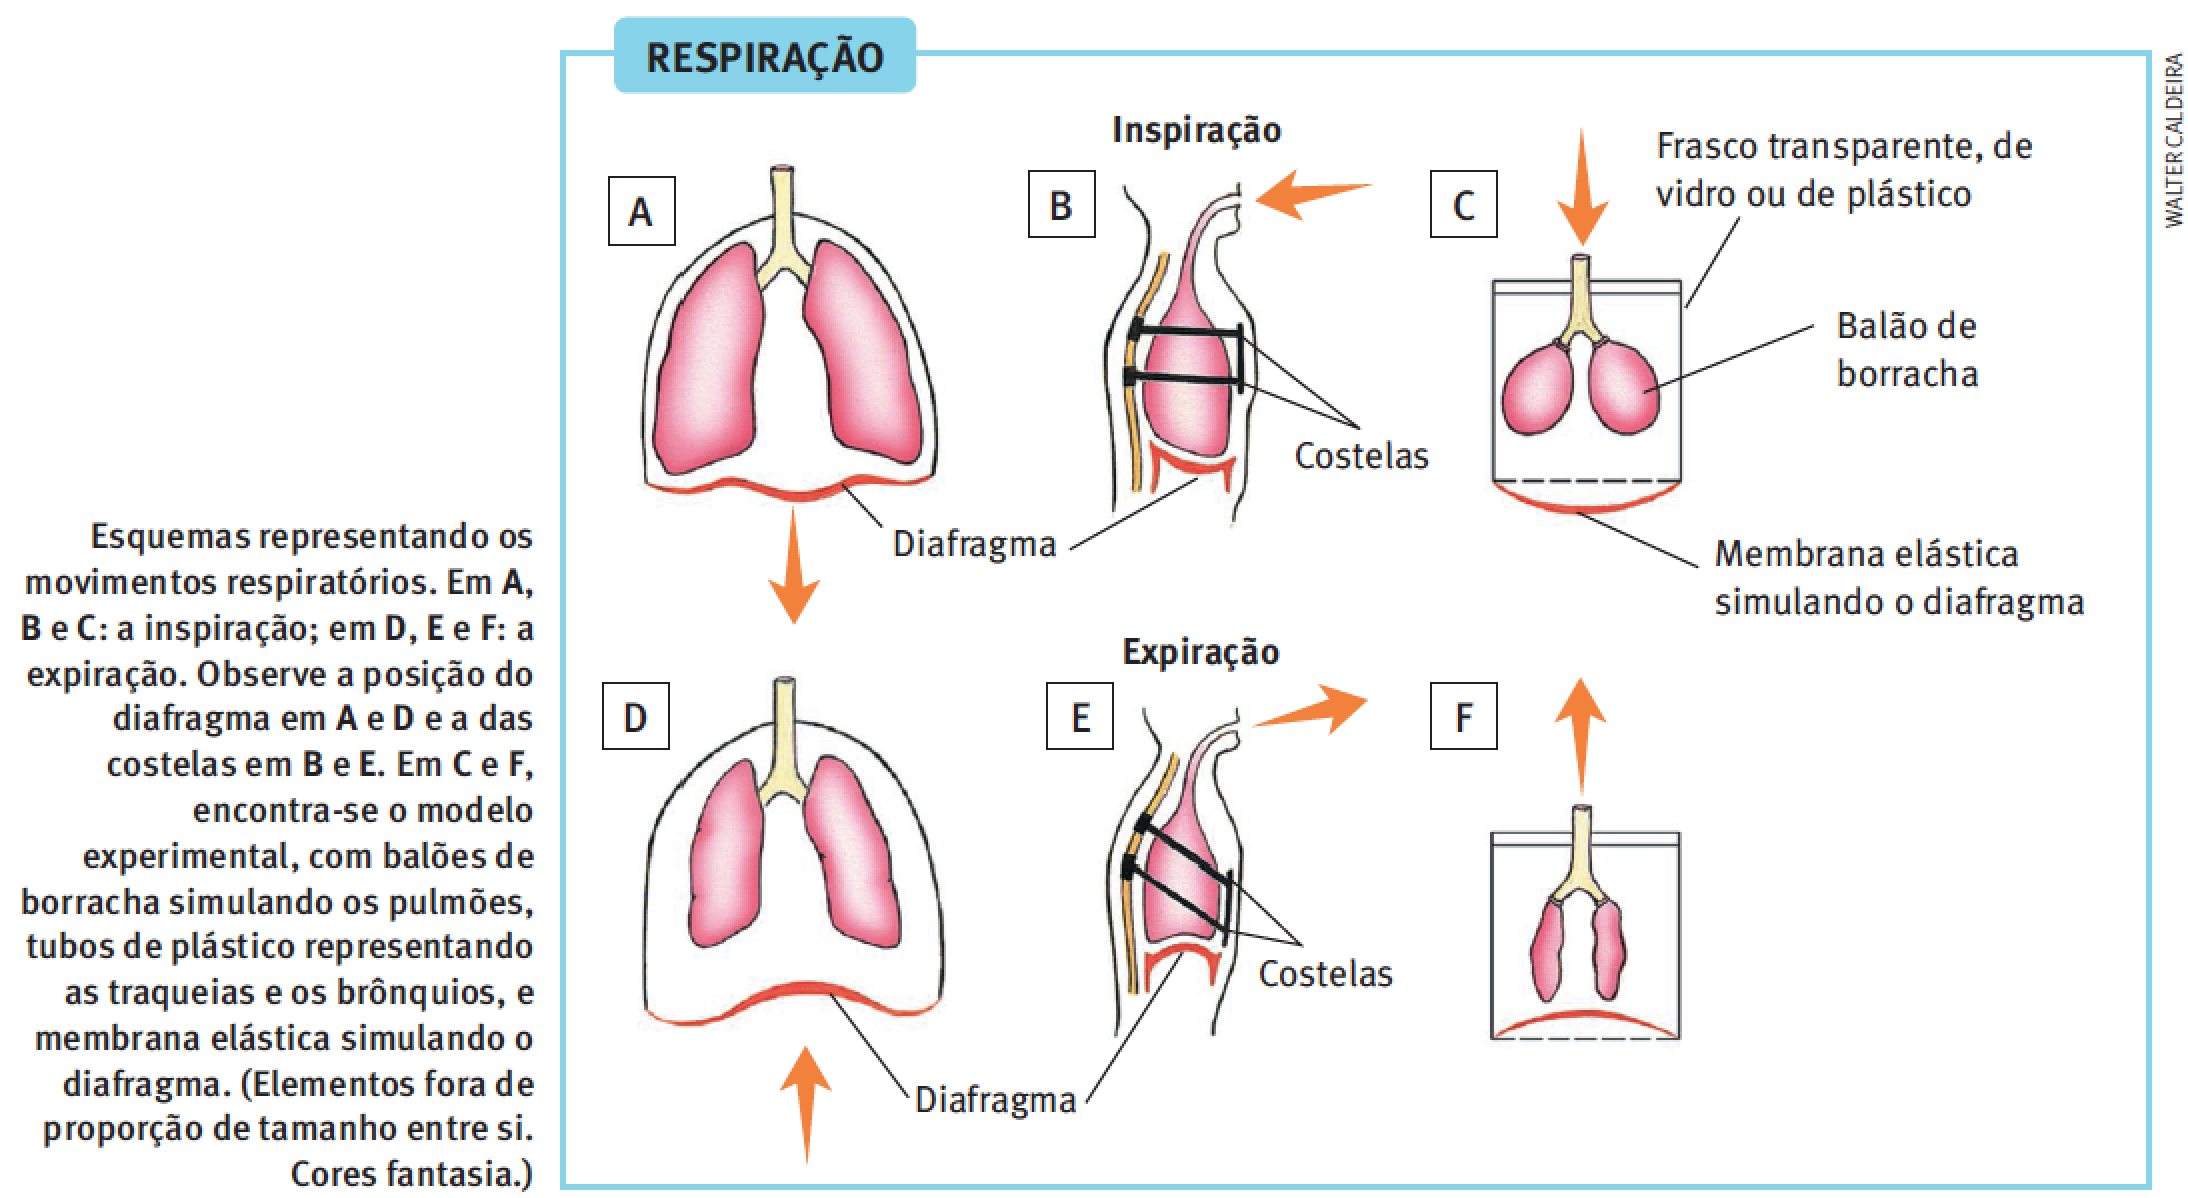 RESPIRAÇÃO
WALTER CALDEIRA
Inspiração
A
B
C
Frasco transparente, de
vidro ou de plástico
Balão de
borracha
Costelas
Diafragma
Membrana elástica
simulando o diafragma
Expiração
D
E
F
Costelas
Diafragma
Esquemas representando os
movimentos respiratórios. Em A,
B e C: a inspiração; em D, E e F: a
expiração. Observe a posição do
diafragma em A e D e a das
costelas em B e E. Em C e F,
encontra-se o modelo
experimental, com balões de
borracha simulando os pulmões,
tubos de plástico representando
as traqueias e os brônquios, e
membrana elástica simulando o
diafragma. (Elementos fora de
proporção de tamanho entre si.
Cores fantasia.)